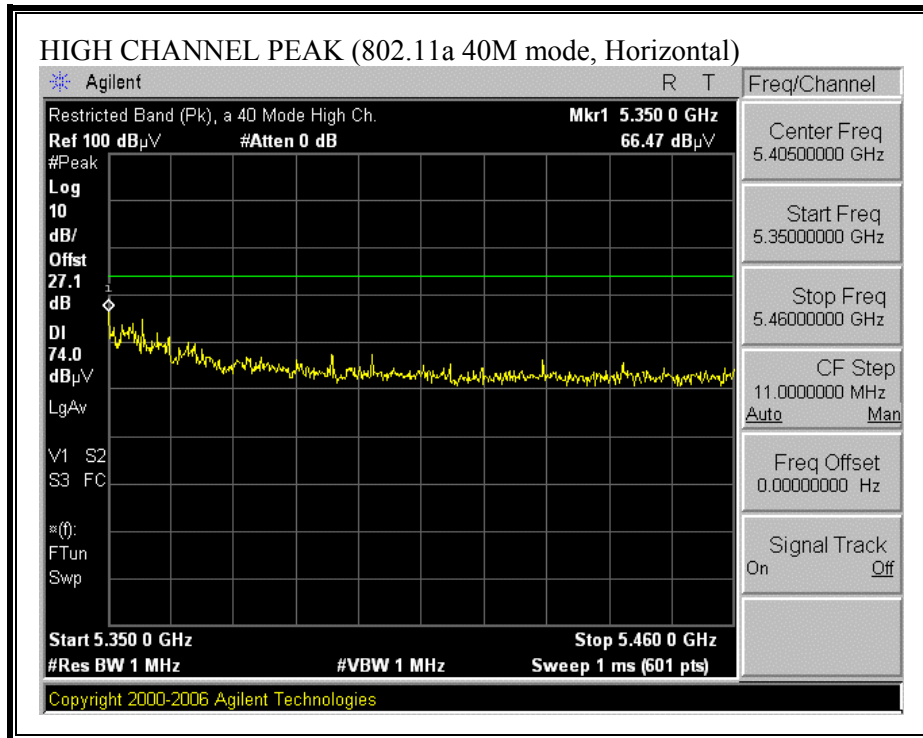 HIGH CHANNEL PEAK (802.11a 40M mode, Horizontal)
Agilent R T Freq/Channel
Restricted Band (Pk), a 40 Mode High Ch. Mkr1 5.350 0 GHz
Ref 100 dBµV #Atten 0 dB 66.47 dBµV
#Peak
Log
10
dB/
Offst
27.1
dB
DI
74.0
dBµV
LgAv
V1 S2
S3 FC
¤(f):
FTun
Swp
1
Start 5.350 0 GHz Stop 5.460 0 GHz
#Res BW 1 MHz #VBW 1 MHz Sweep 1 ms (601 pts)
Center Freq
5.40500000 GHz
Start Freq
5.35000000 GHz
Stop Freq
5.46000000 GHz
CF Step
11.0000000 MHz
Auto Man
Freq Offset
0.00000000 Hz
Signal Track
On Off
Copyright 2000-2006 Agilent Technologies